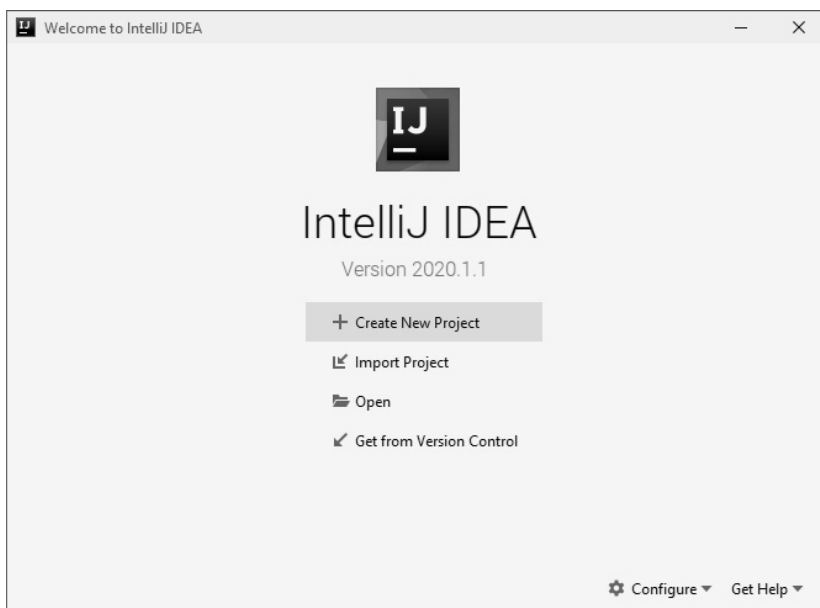 Welcome to IntelliJ IDEA
IJ
IntelliJ IDEA
Version 2020.1.1
Create New Project
Import Project
Open
Get from Version Control
Configure Get Help